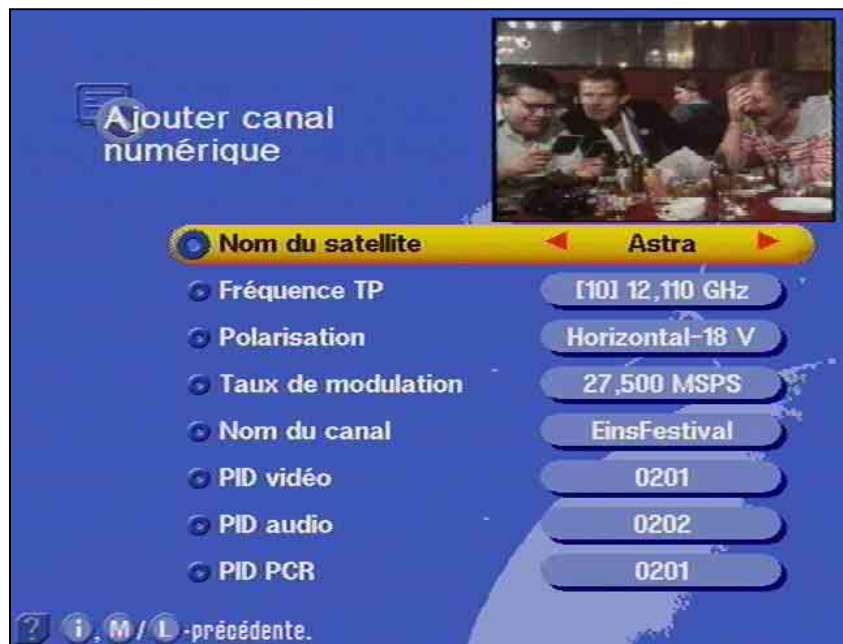 Ajouter canal
numérique
Nom du satellite Astra
Fréquence TP [10] 12,110 GHz
Polarisation Horizontal-18 V
Taux de modulation 27,500 MSPS
Nom du canal EinsFestival
PID vidéo 0201
PID audio 0202
PID PCR 0201
? i, M / L -précédente.